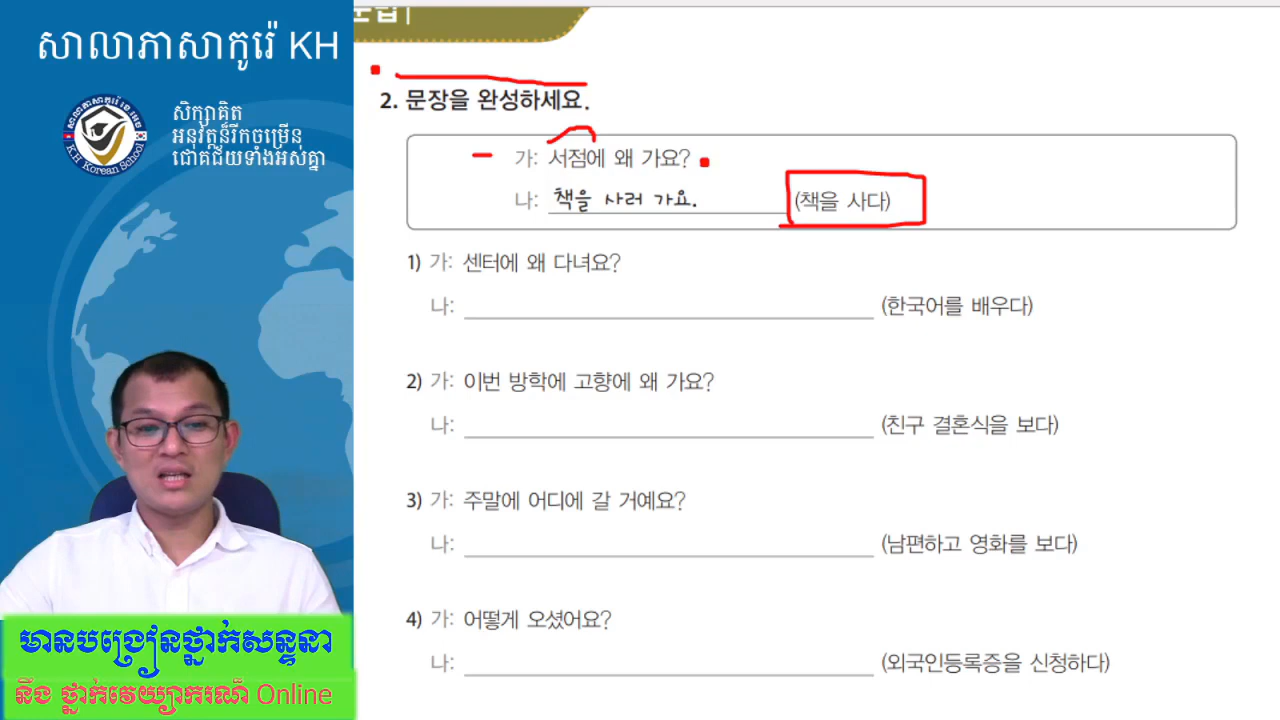 សាលាភាសាកូរ៉េ KH
សិក្សាគិត
អនុវត្តន៍រីកចម្រើន
ជោគជ័យទាំងអស់គ្នា
K.H Korean School
មានបង្រៀនថ្នាក់សន្ទនា
នឹង ថ្នាក់វេយ្យាករណ៍ Online
2. 문장을 완성하세요.
가: 서점에 왜 가요?
나: 책을 사러 가요. (책을 사다)
1) 가: 센터에 왜 다녀요?
나: (한국어를 배우다)
2) 가: 이번 방학에 고향에 왜 가요?
나: (친구 결혼식을 보다)
3) 가: 주말에 어디에 갈 거예요?
나: (남편하고 영화를 보다)
4) 가: 어떻게 오셨어요?
나: (외국인등록증을 신청하다)